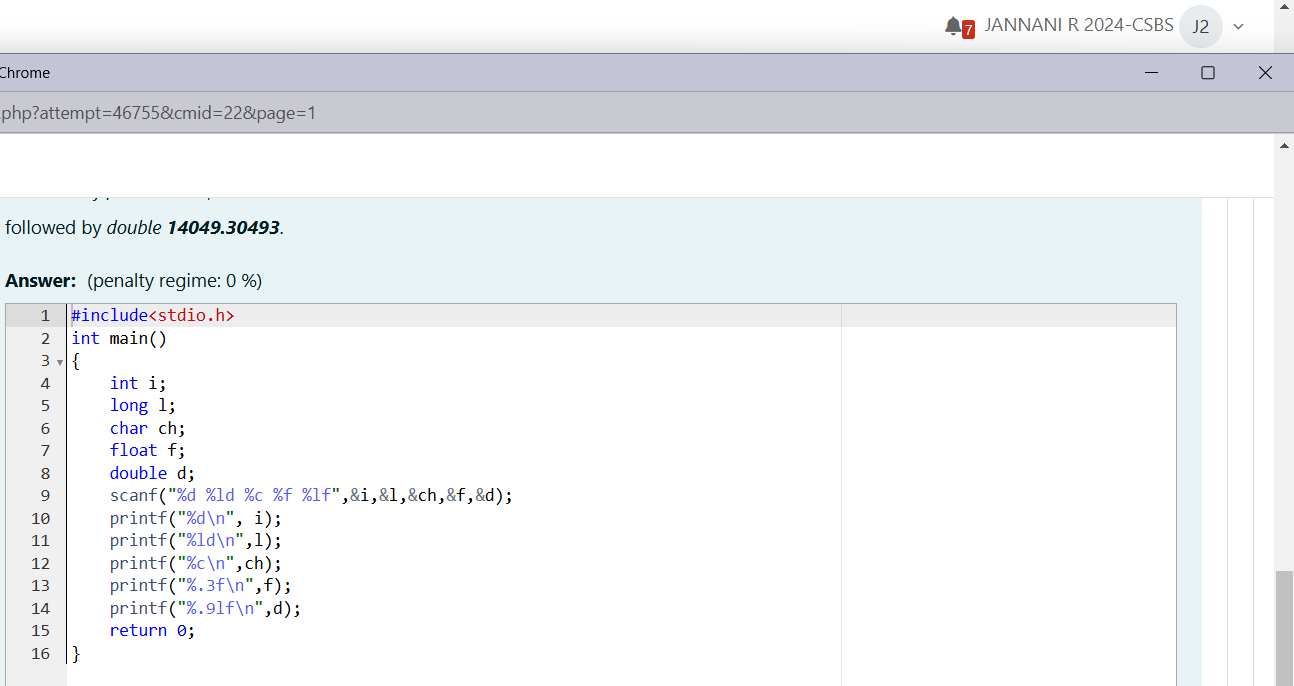 7 JANNANI R 2024-CSBS J2
Chrome
.php?attempt=46755&cmid=22&page=1
followed by double 14049.30493.
Answer: (penalty regime: 0 %)
1 #include<stdio.h>
2 int main()
3 {
4 int i;
5 long l;
6 char ch;
7 float f;
8 double d;
9 scanf("%d %ld %c %f %lf",&i,&l,&ch,&f,&d);
10 printf("%d\n", i);
11 printf("%ld\n",l);
12 printf("%c\n",ch);
13 printf("%.3f\n",f);
14 printf("%.9lf\n",d);
15 return 0;
16 }